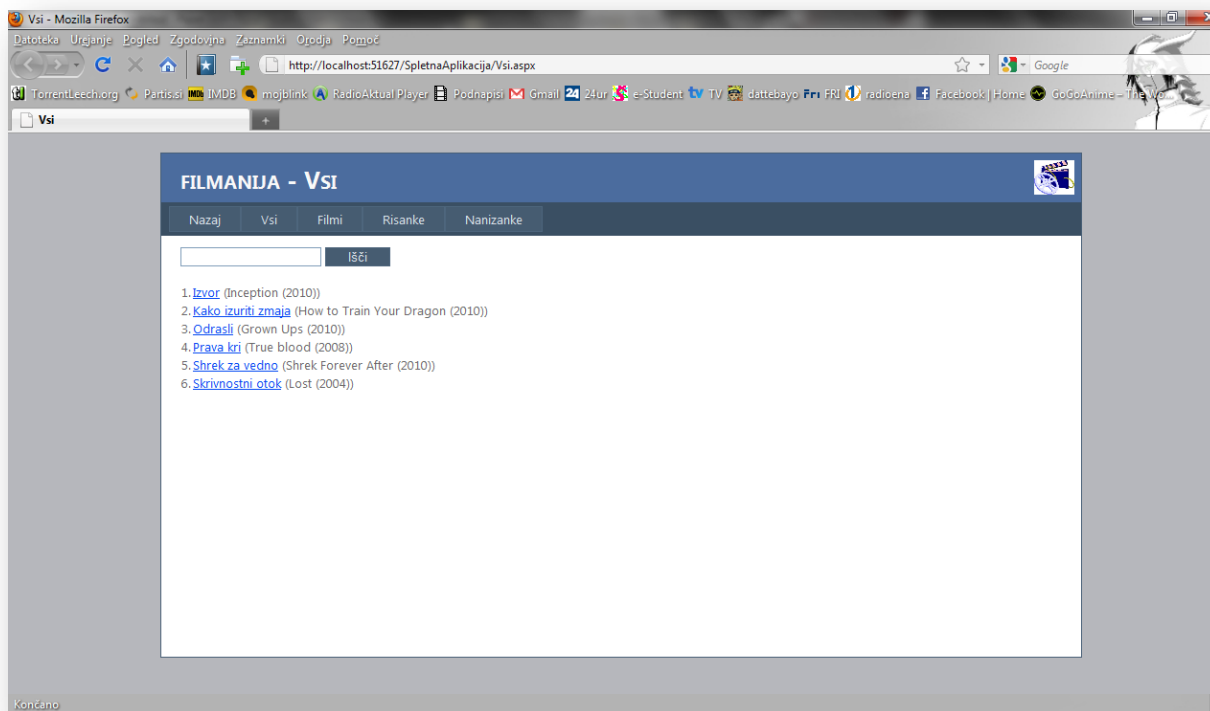 Vsi - Mozilla Firefox
Datoteka Urejanje Pogled Zgodovina Zaznamki Orodja Pomoč
http://localhost:51627/SpletnaAplikacija/Vsi.aspx Google
TorrentLeech.org Partis.si IMDB mojblink RadioAktual Player Podnapisi Gmail 24 24ur e-Student tv TV dattebayo Fri FRI radioena Facebook | Home GoGoAnime - The Wo...
Vsi
FILMANIJA - VSI
Nazaj Vsi Filmi Risanke Nanizanke
Išči
1. Izvor (Inception (2010))
2. Kako izuriti zmaja (How to Train Your Dragon (2010))
3. Odrasli (Grown Ups (2010))
4. Prava kri (True blood (2008))
5. Shrek za vedno (Shrek Forever After (2010))
6. Skrivnostni otok (Lost (2004))
Končano